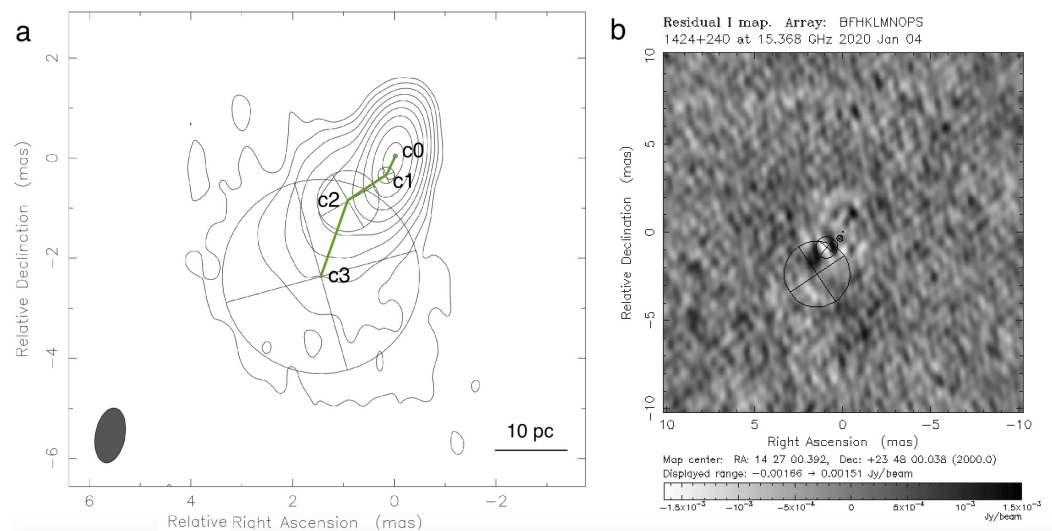 a
2
0
−2
−4
−6
Relative Declination (mas)
c0
c1
c2
c3
10 pc
6
4
2
0
−2
Relative Right Ascension (mas)
b
Residual I map. Array: BFHKLMNOPS
1424+240 at 15.368 GHz 2020 Jan 04
10
5
0
−5
−10
Relative Declination (mas)
10
5
0
−5
−10
Right Ascension (mas)
Map center: RA: 14 27 00.392, Dec: +23 48 00.038 (2000.0)
Displayed range: −0.00166 → 0.00151 Jy/beam
−1.5×10⁻³
−10⁻³
−5×10⁻⁴
0
5×10⁻⁴
10⁻³
1.5×10⁻³
Jy/beam